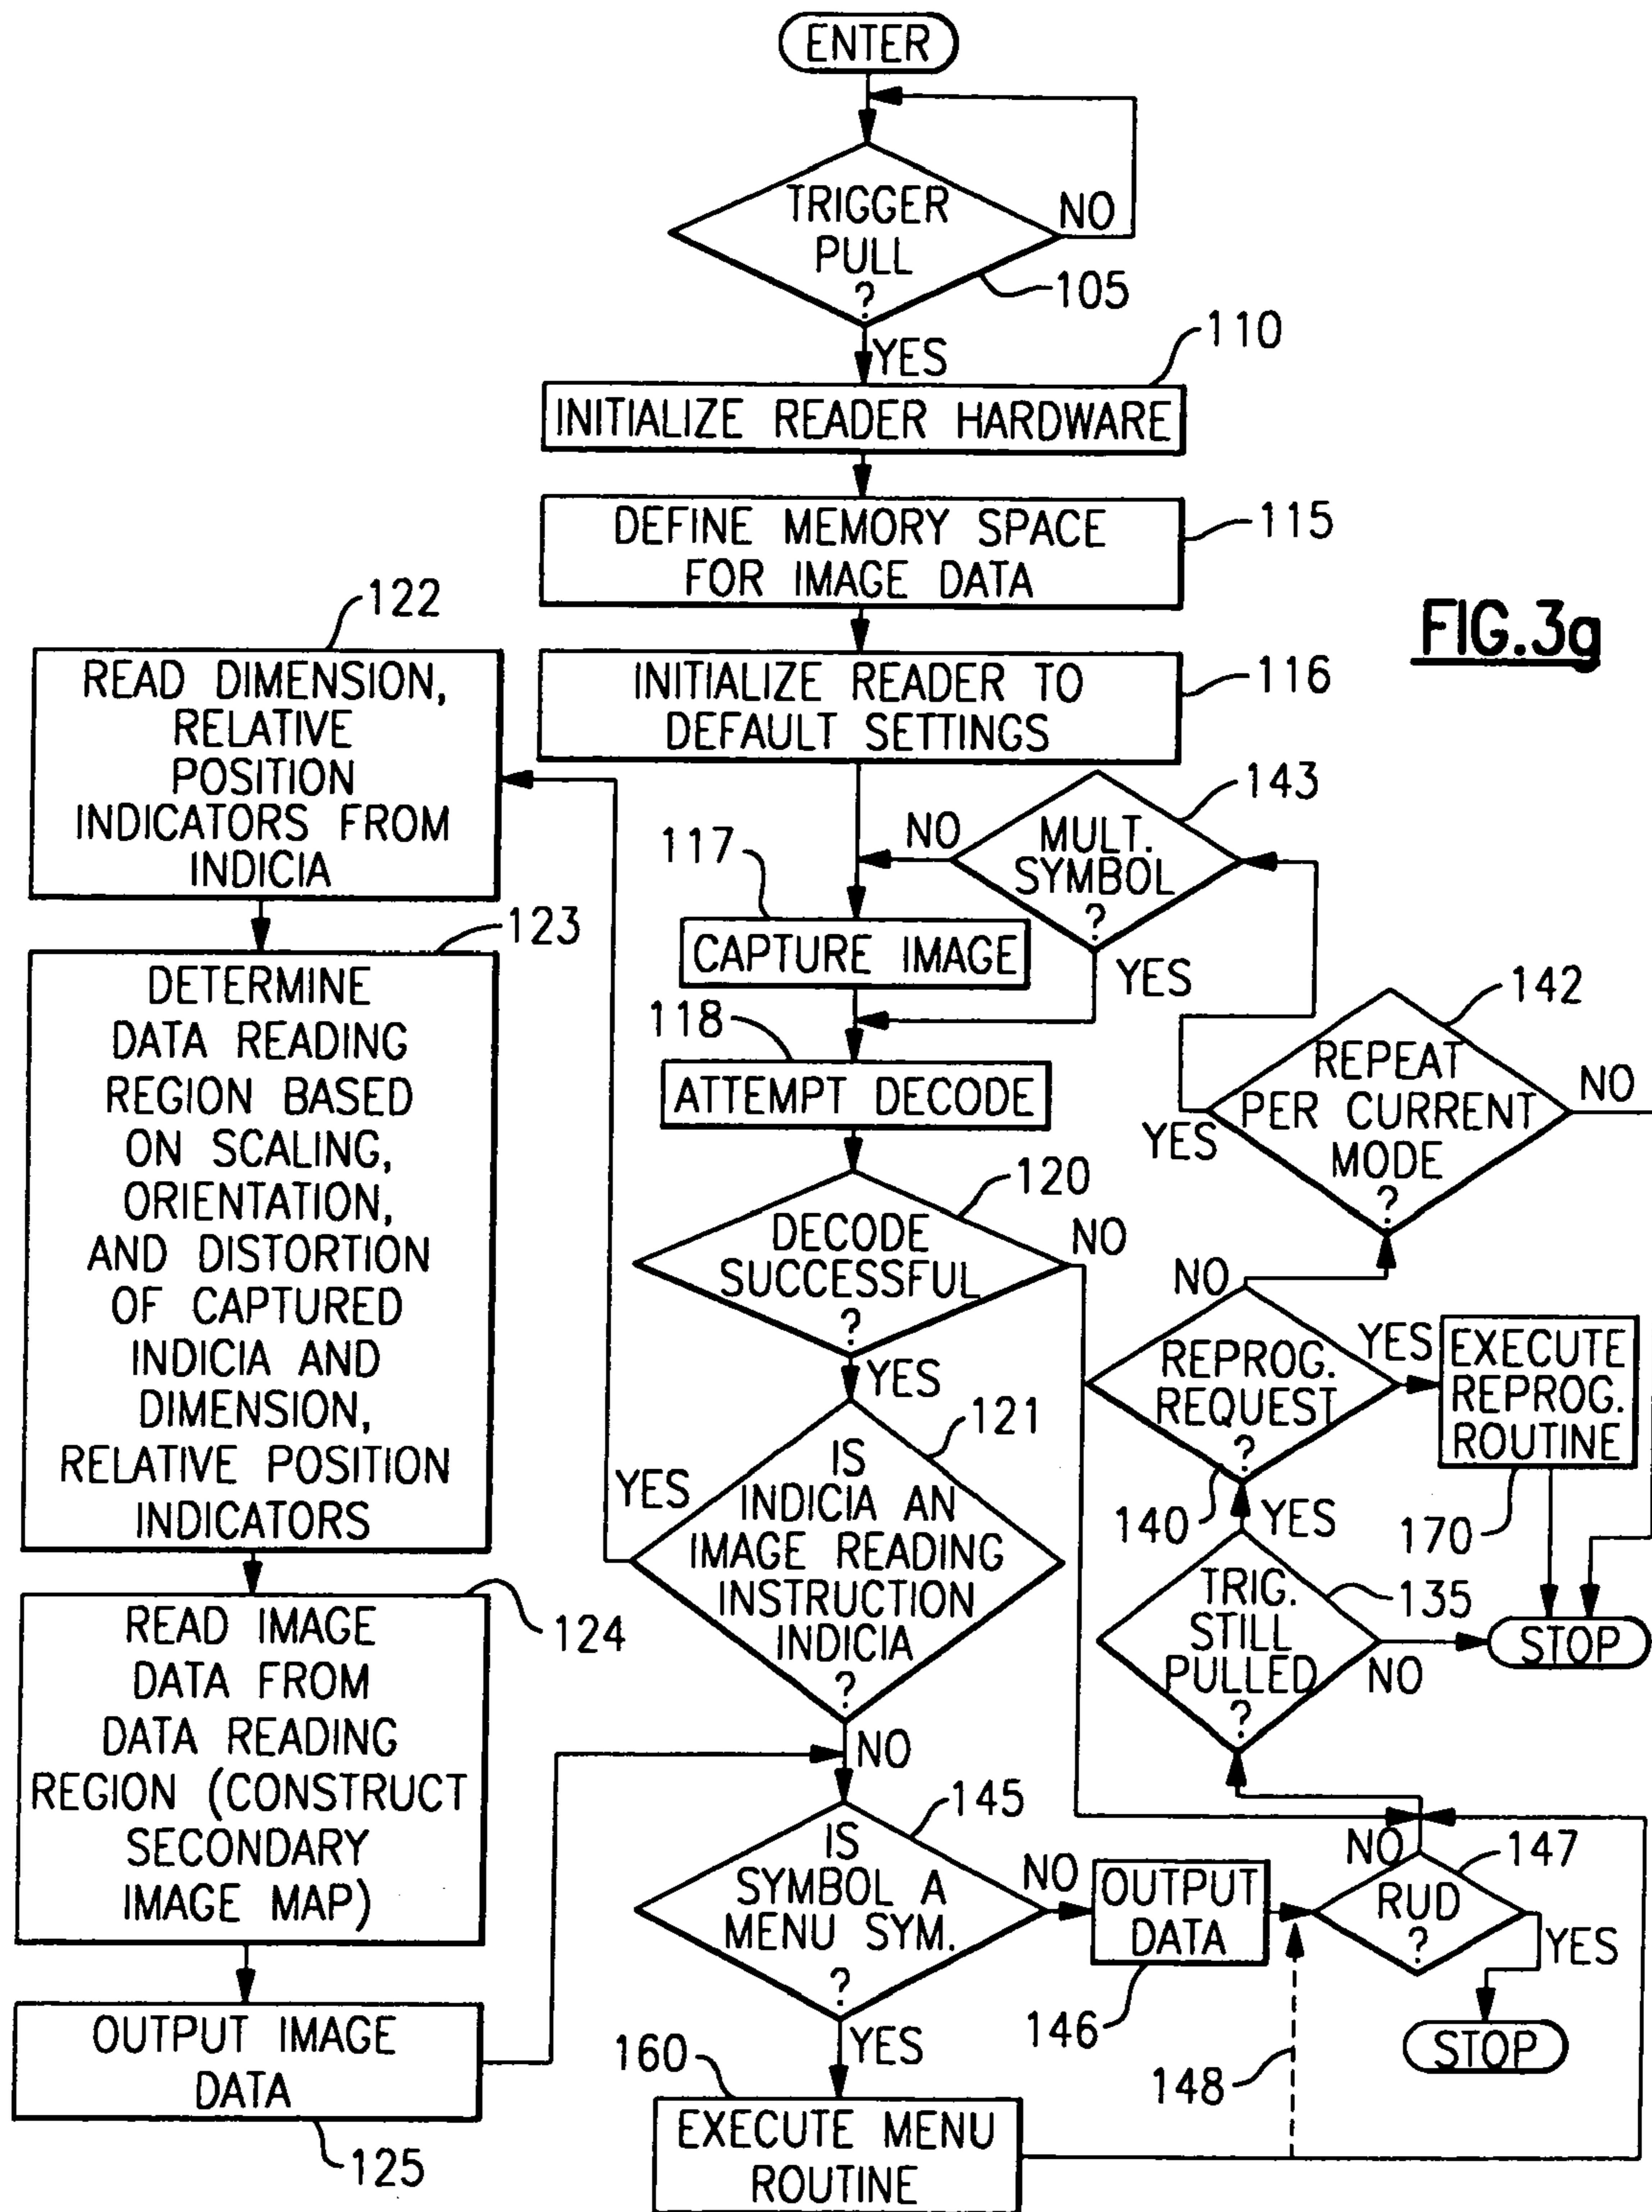 ENTER
TRIGGER
PULL
?
NO
105
YES
110
INITIALIZE READER HARDWARE
DEFINE MEMORY SPACE
FOR IMAGE DATA
115
FIG.3g
INITIALIZE READER TO
DEFAULT SETTINGS
116
122
READ DIMENSION,
RELATIVE
POSITION
INDICATORS FROM
INDICIA
143
MULT.
SYMBOL
?
NO
YES
117
CAPTURE IMAGE
118
ATTEMPT DECODE
142
REPEAT
PER CURRENT
MODE
?
YES
NO
123
DETERMINE
DATA READING
REGION BASED
ON SCALING,
ORIENTATION,
AND DISTORTION
OF CAPTURED
INDICIA AND
DIMENSION,
RELATIVE POSITION
INDICATORS
120
DECODE
SUCCESSFUL
?
NO
YES
NO
REPROG.
REQUEST
?
140
YES
EXECUTE
REPROG.
ROUTINE
170
121
IS
INDICIA AN
IMAGE READING
INSTRUCTION
INDICIA
?
YES
NO
YES
TRIG.
STILL
PULLED
?
135
NO
STOP
124
READ IMAGE
DATA FROM
DATA READING
REGION (CONSTRUCT
SECONDARY
IMAGE MAP)
145
IS
SYMBOL A
MENU SYM.
?
NO
YES
OUTPUT
DATA
146
NO
147
RUD
?
YES
STOP
148
OUTPUT IMAGE
DATA
125
160
EXECUTE MENU
ROUTINE